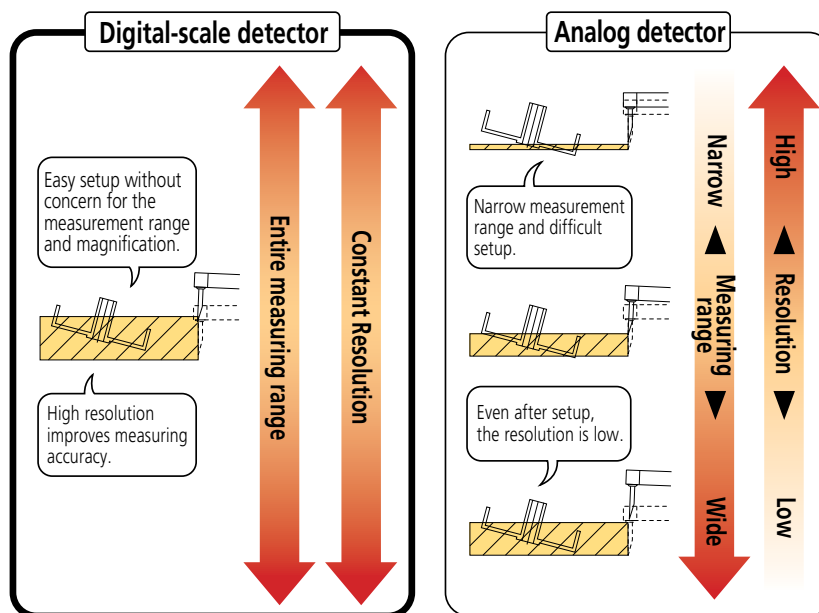 Digital-scale detector
Easy setup without
concern for the
measurement range
and magnification.
High resolution
improves measuring
accuracy.
Entire measuring range
Constant Resolution
Analog detector
Narrow measurement
range and difficult
setup.
Even after setup,
the resolution is low.
Narrow
Measuring
range
Wide
High
Resolution
Low